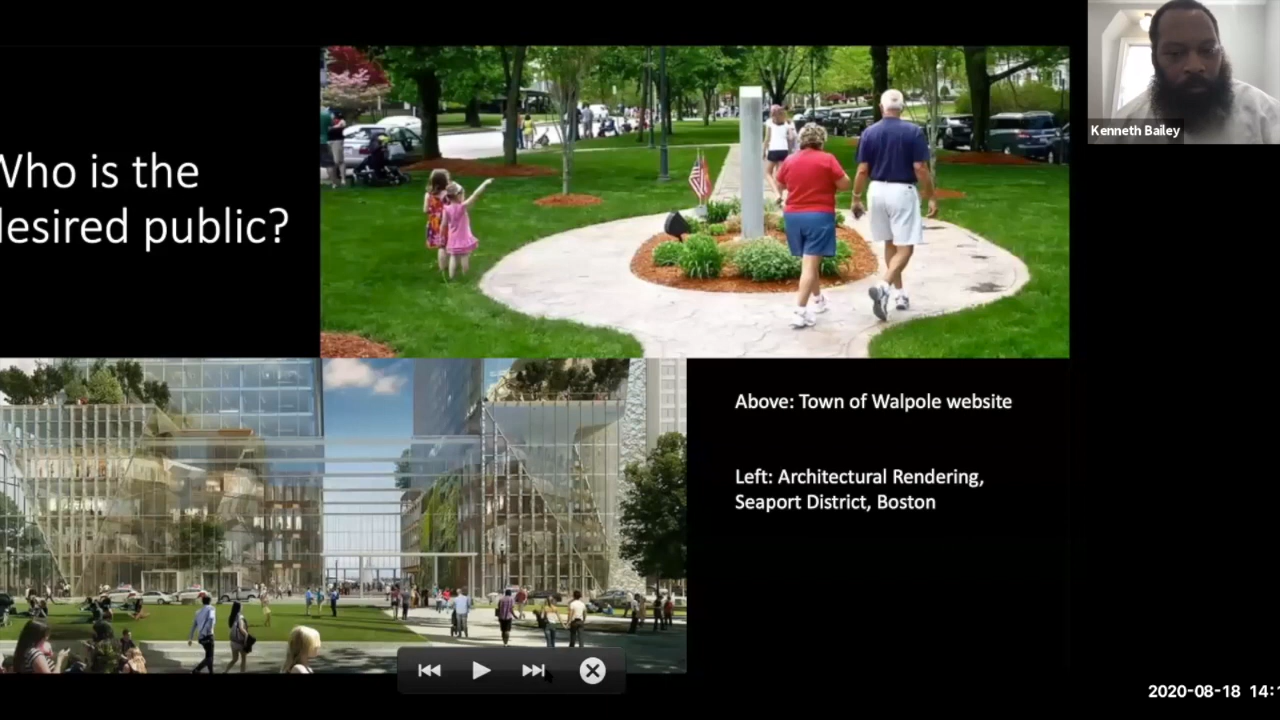 Who is the
desired public?
Kenneth Bailey
Above: Town of Walpole website
Left: Architectural Rendering,
Seaport District, Boston
2020-08-18 14:1